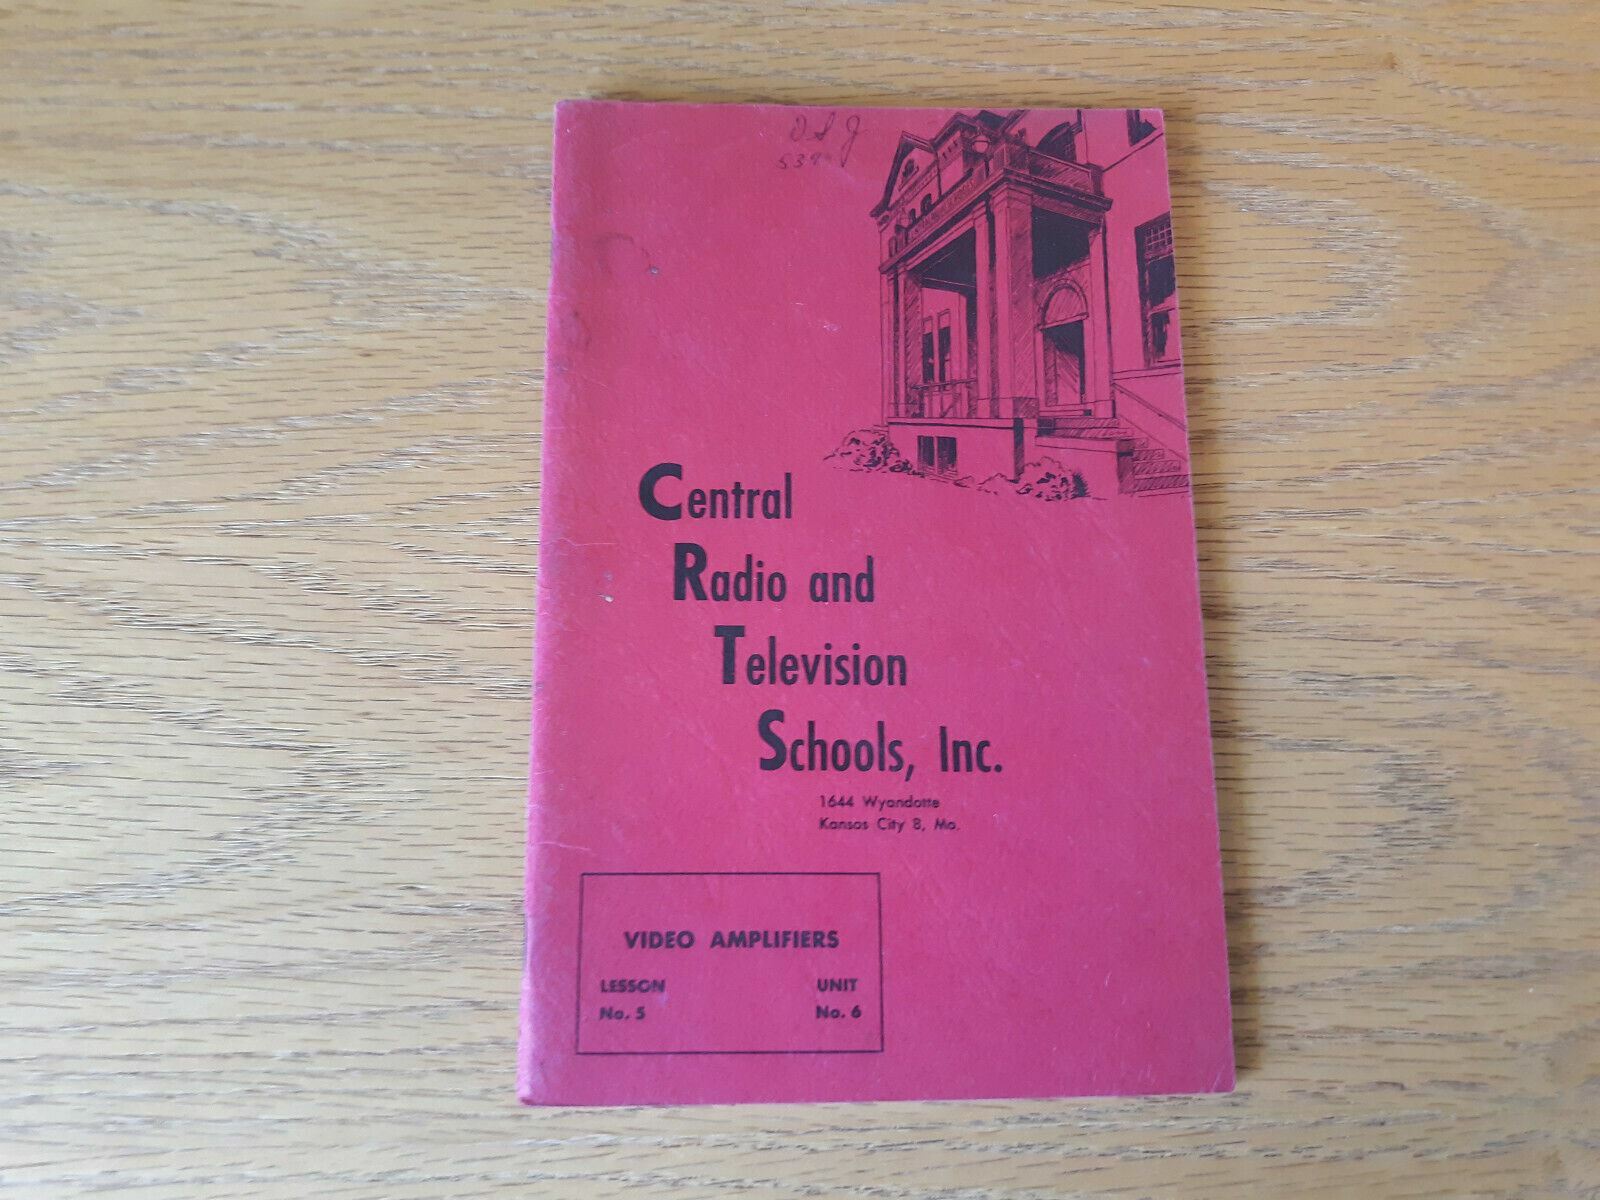 D S J
Central
Radio and
Television
Schools, Inc.
1644 Wyandotte
Kansas City 8, Mo.
VIDEO AMPLIFIERS
LESSON UNIT
No. 5 No. 6